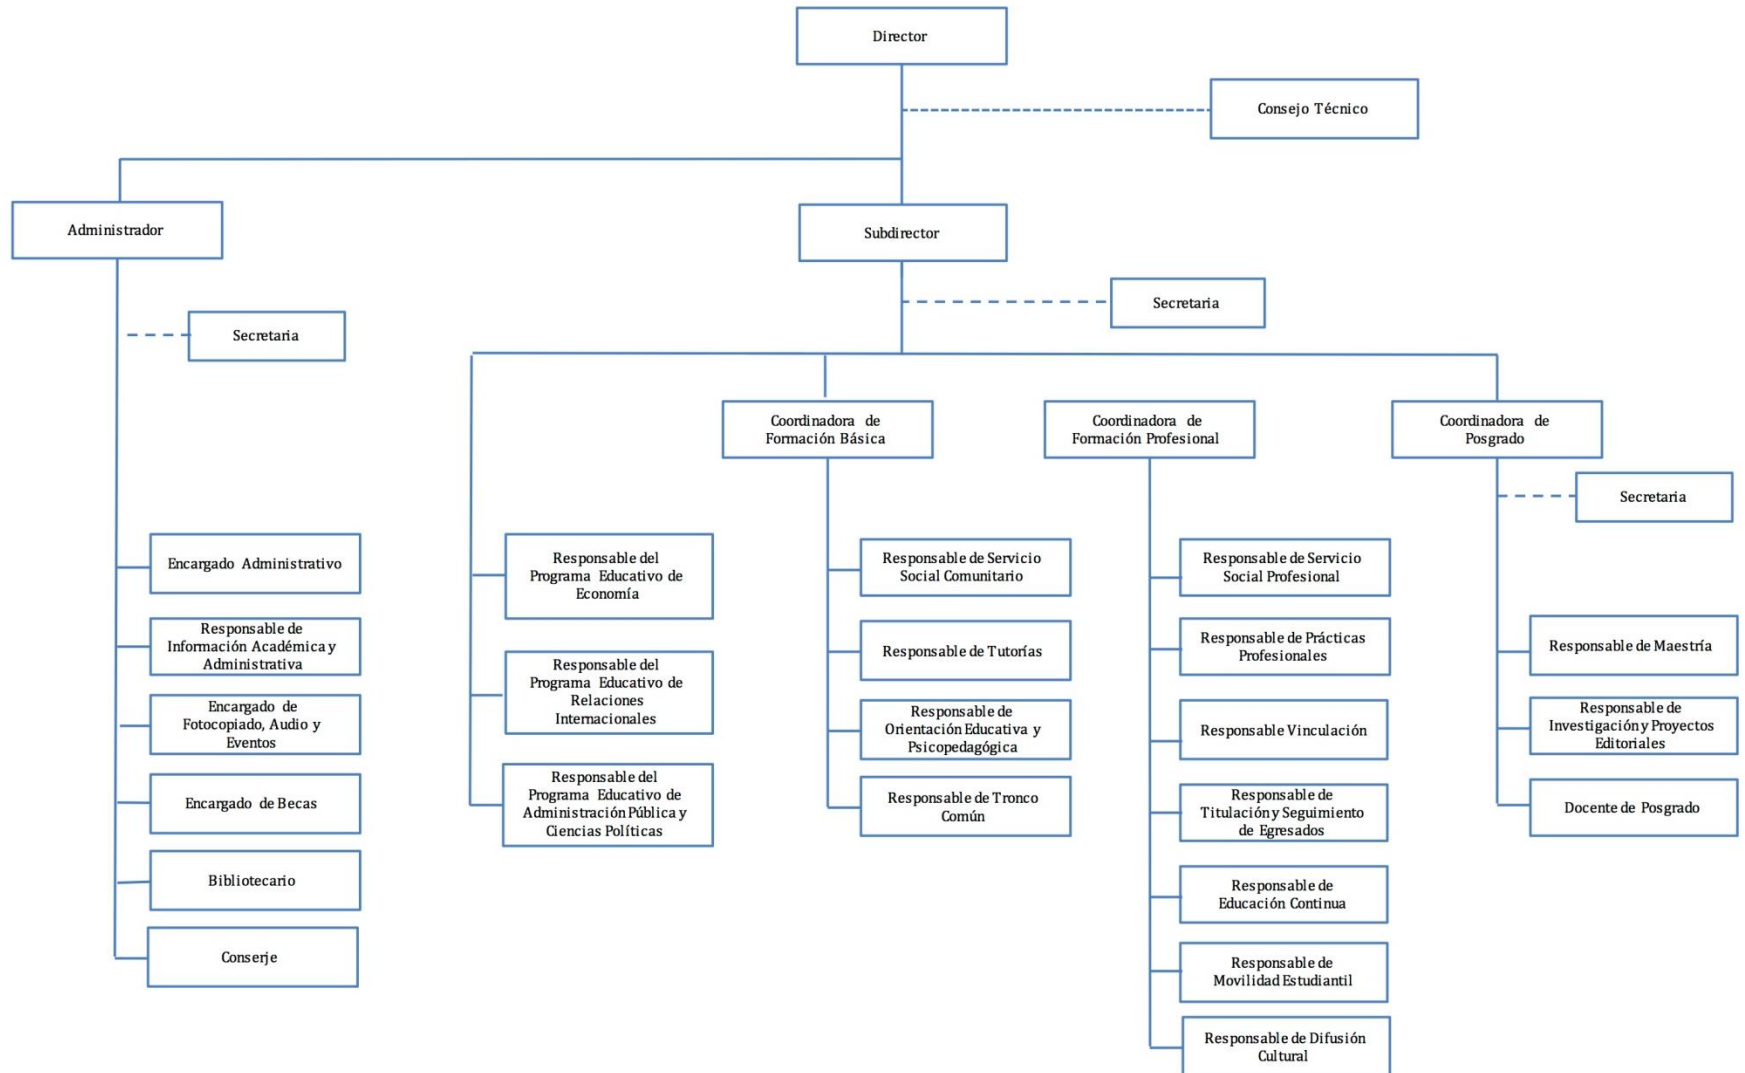 Director
Consejo Técnico
Administrador
Subdirector
Secretaria
Secretaria
Coordinadora de
Formación Básica
Coordinadora de
Formación Profesional
Coordinadora de
Posgrado
Secretaria
Encargado Administrativo
Responsable de
Información Académica y
Administrativa
Encargado de
Fotocopiado, Audio y
Eventos
Encargado de Becas
Bibliotecario
Conserje
Responsable del
Programa Educativo de
Economía
Responsable del
Programa Educativo de
Relaciones
Internacionales
Responsable del
Programa Educativo de
Administración Pública y
Ciencias Políticas
Responsable de Servicio
Social Comunitario
Responsable de Tutorías
Responsable de
Orientación Educativa y
Psicopedagógica
Responsable de Tronco
Común
Responsable de Servicio
Social Profesional
Responsable de Prácticas
Profesionales
Responsable Vinculación
Responsable de
Titulación y Seguimiento
de Egresados
Responsable de
Educación Continua
Responsable de
Movilidad Estudiantil
Responsable de Difusión
Cultural
Responsable de Maestría
Responsable de
Investigación y Proyectos
Editoriales
Docente de Posgrado